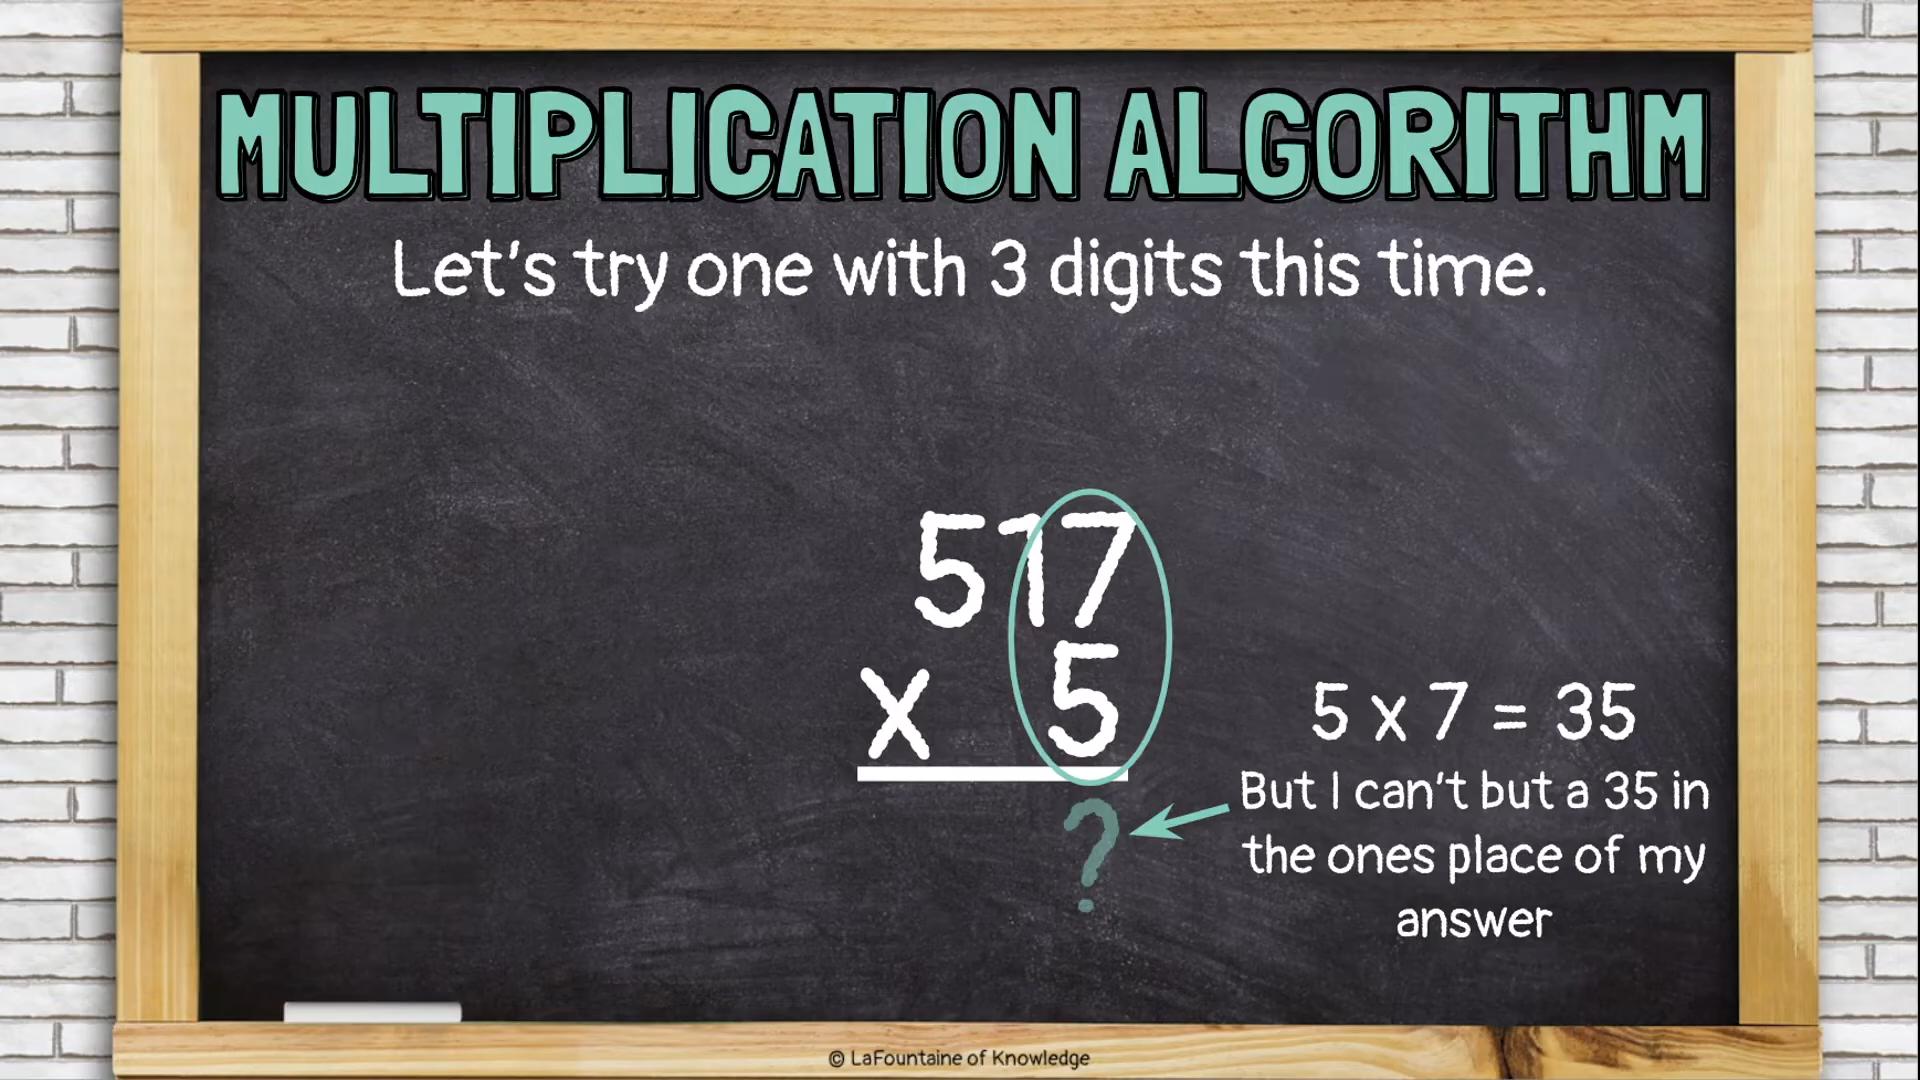 MULTIPLICATION ALGORITHM
Let's try one with 3 digits this time.
517
x 5
?
5 x 7 = 35
But I can't but a 35 in
the ones place of my
answer
© LaFountaine of Knowledge